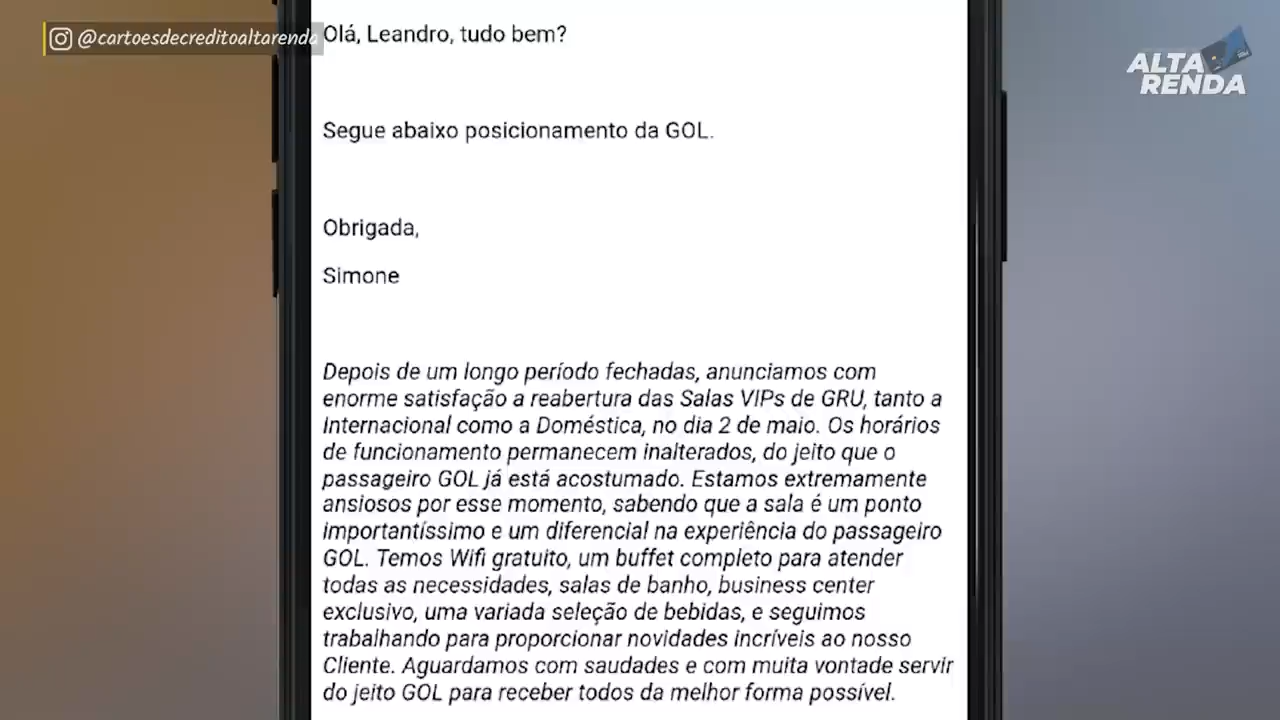 @cartoesdecreditoaltarenda
ALTA
RENDA
Olá, Leandro, tudo bem?
Segue abaixo posicionamento da GOL.
Obrigada,
Simone
Depois de um longo período fechadas, anunciamos com
enorme satisfação a reabertura das Salas VIPs de GRU, tanto a
Internacional como a Doméstica, no dia 2 de maio. Os horários
de funcionamento permanecem inalterados, do jeito que o
passageiro GOL já está acostumado. Estamos extremamente
ansiosos por esse momento, sabendo que a sala é um ponto
importantíssimo e um diferencial na experiência do passageiro
GOL. Temos Wifi gratuito, um buffet completo para atender
todas as necessidades, salas de banho, business center
exclusivo, uma variada seleção de bebidas, e seguimos
trabalhando para proporcionar novidades incríveis ao nosso
Cliente. Aguardamos com saudades e com muita vontade servir
do jeito GOL para receber todos da melhor forma possível.